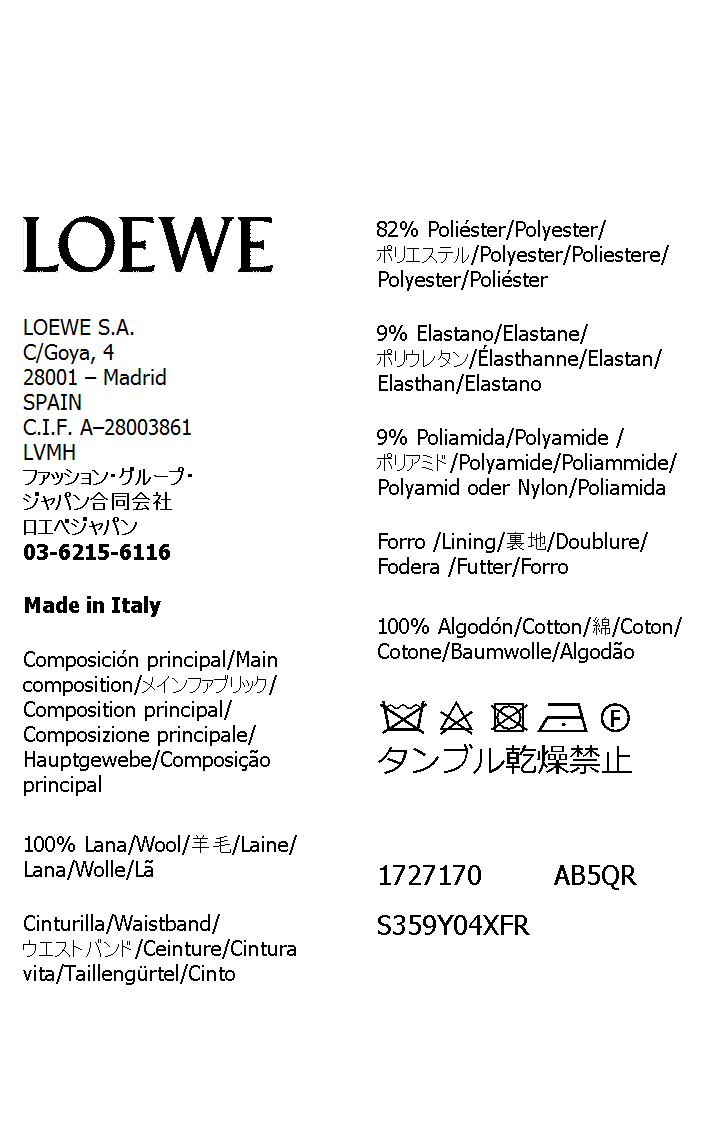 LOEWE
LOEWE S.A.
C/Goya, 4
28001 – Madrid
SPAIN
C.I.F. A–28003861
LVMH
ファッション・グループ・
ジャパン合同会社
ロエベジャパン
03-6215-6116
Made in Italy
Composición principal/Main
composition/メインファブリック/
Composition principal/
Composizione principale/
Hauptgewebe/Composição
principal
100% Lana/Wool/羊毛/Laine/
Lana/Wolle/Lã
Cinturilla/Waistband/
ウエストバンド/Ceinture/Cintura
vita/Taillengürtel/Cinto
82% Poliéster/Polyester/
ポリエステル/Polyester/Poliestere/
Polyester/Poliéster
9% Elastano/Elastane/
ポリウレタン/Élasthanne/Elastan/
Elasthan/Elastano
9% Poliamida/Polyamide /
ポリアミド/Polyamide/Poliammide/
Polyamid oder Nylon/Poliamida
Forro /Lining/裏地/Doublure/
Fodera /Futter/Forro
100% Algodón/Cotton/綿/Coton/
Cotone/Baumwolle/Algodão
F
タンブル乾燥禁止
1727170 AB5QR
S359Y04XFR